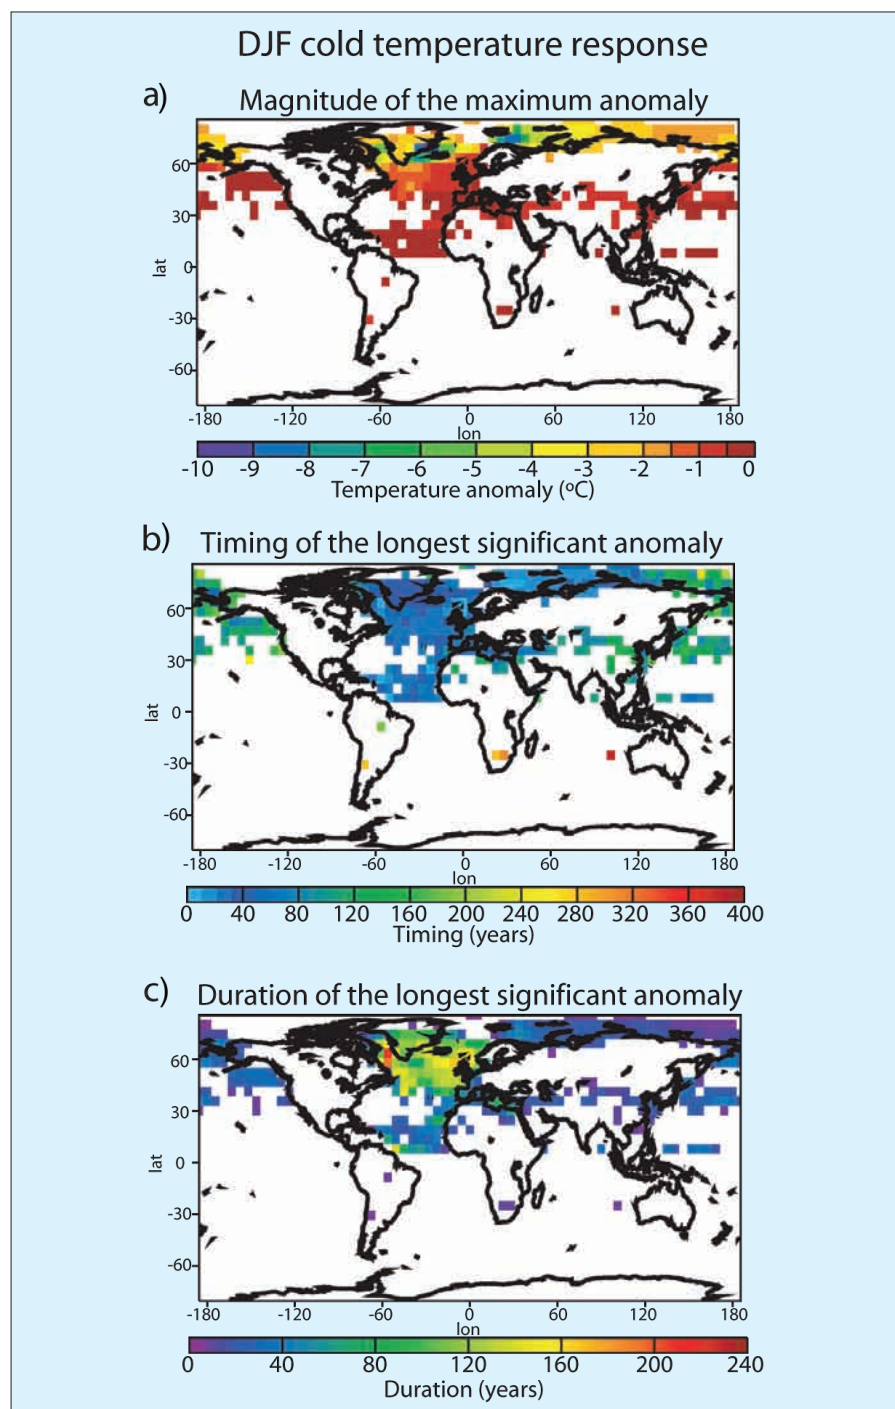 DJF cold temperature response
a) Magnitude of the maximum anomaly
60
30
0
-30
-60
lat
-180 -120 -60 0 60 120 180
lon
-10 -9 -8 -7 -6 -5 -4 -3 -2 -1 0
Temperature anomaly (ºC)
b) Timing of the longest significant anomaly
60
30
0
-30
-60
lat
-180 -120 -60 0 60 120 180
lon
0 40 80 120 160 200 240 280 320 360 400
Timing (years)
c) Duration of the longest significant anomaly
60
30
0
-30
-60
lat
-180 -120 -60 0 60 120 180
lon
0 40 80 120 160 200 240
Duration (years)